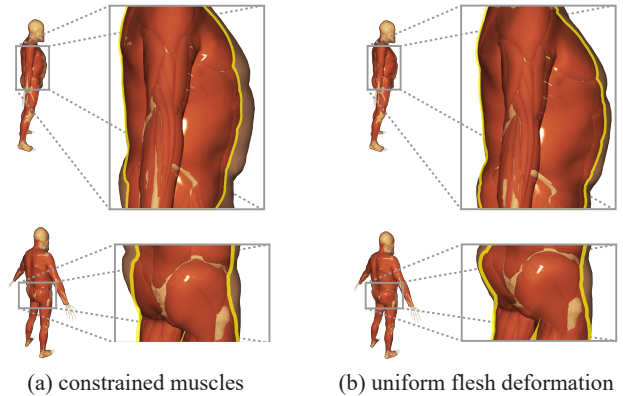 (a) constrained muscles
(b) uniform flesh deformation